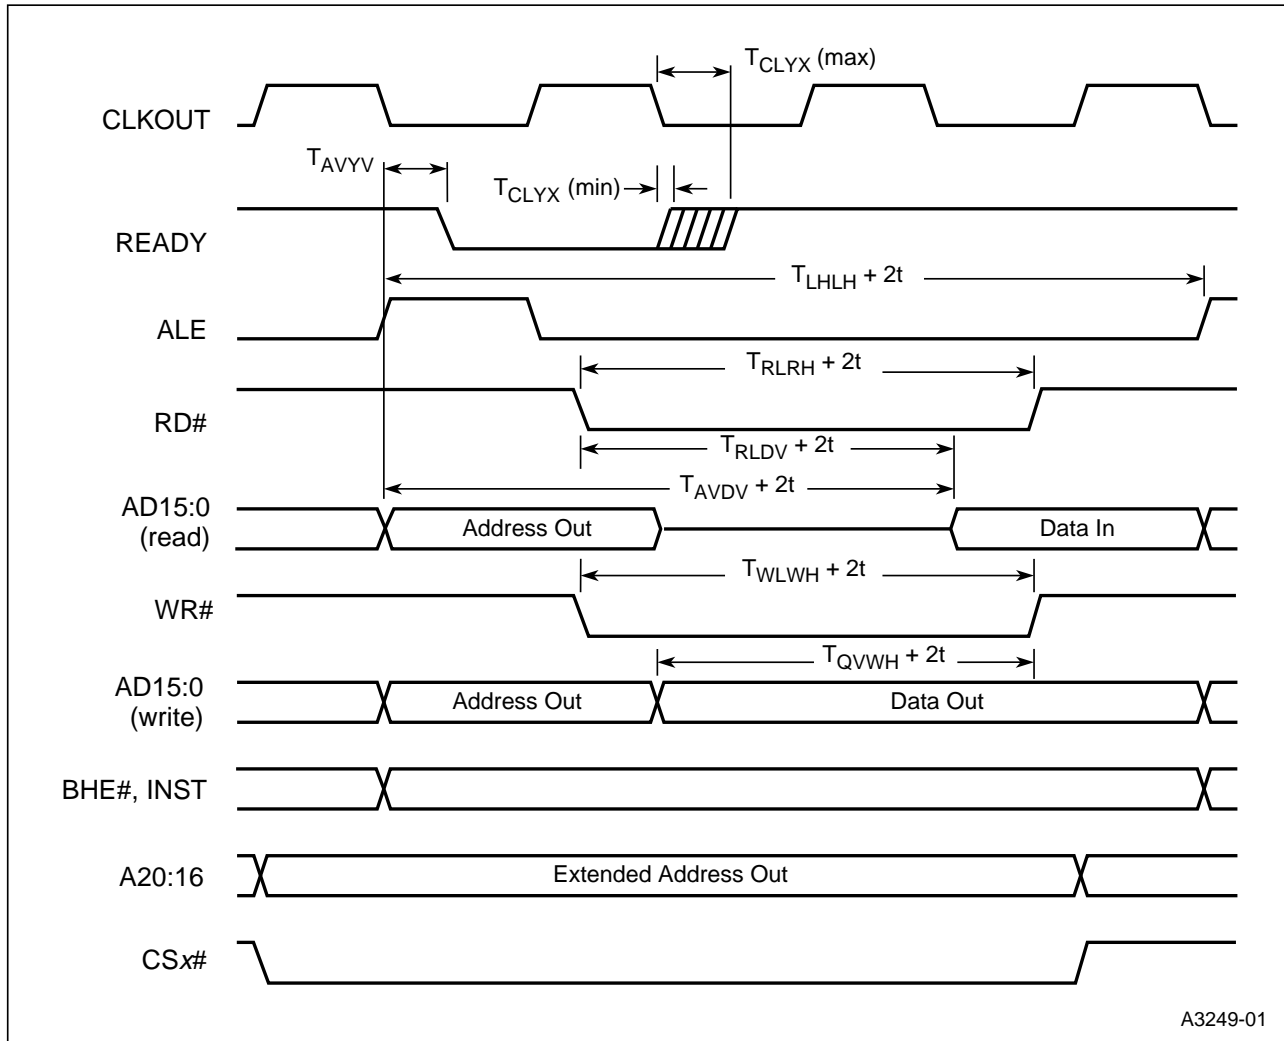 T_CLYX (max)
CLKOUT
T_AVYV
T_CLYX (min)
READY
T_LHLH + 2t
ALE
T_RLRH + 2t
RD#
T_RLDV + 2t
T_AVDV + 2t
AD15:0
(read)
Address Out
Data In
T_WLWH + 2t
WR#
T_QVWH + 2t
AD15:0
(write)
Address Out
Data Out
BHE#, INST
A20:16
Extended Address Out
CSx#
A3249-01